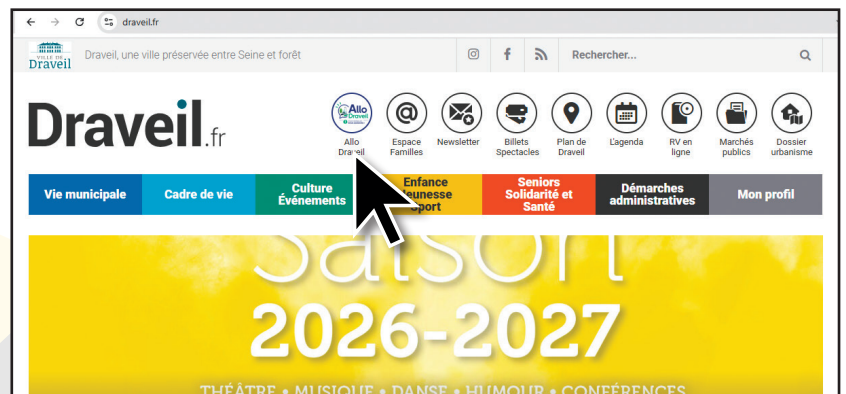 draveil.fr
VILLE DE
Draveil
Draveil, une ville préservée entre Seine et forêt
Rechercher...
Draveil.fr
Allo
Draveil
Allo
Draveil
Espace
Familles
Newsletter
Billets
Spectacles
Plan de
Draveil
L'agenda
RV en
ligne
Marchés
publics
Dossier
urbanisme
Vie municipale
Cadre de vie
Culture
Événements
Enfance
Jeunesse
Sport
Seniors
Solidarité et
Santé
Démarches
administratives
Mon profil
Saison
2026-2027
THÉÂTRE • MUSIQUE • DANSE • HUMOUR • CONFÉRENCES